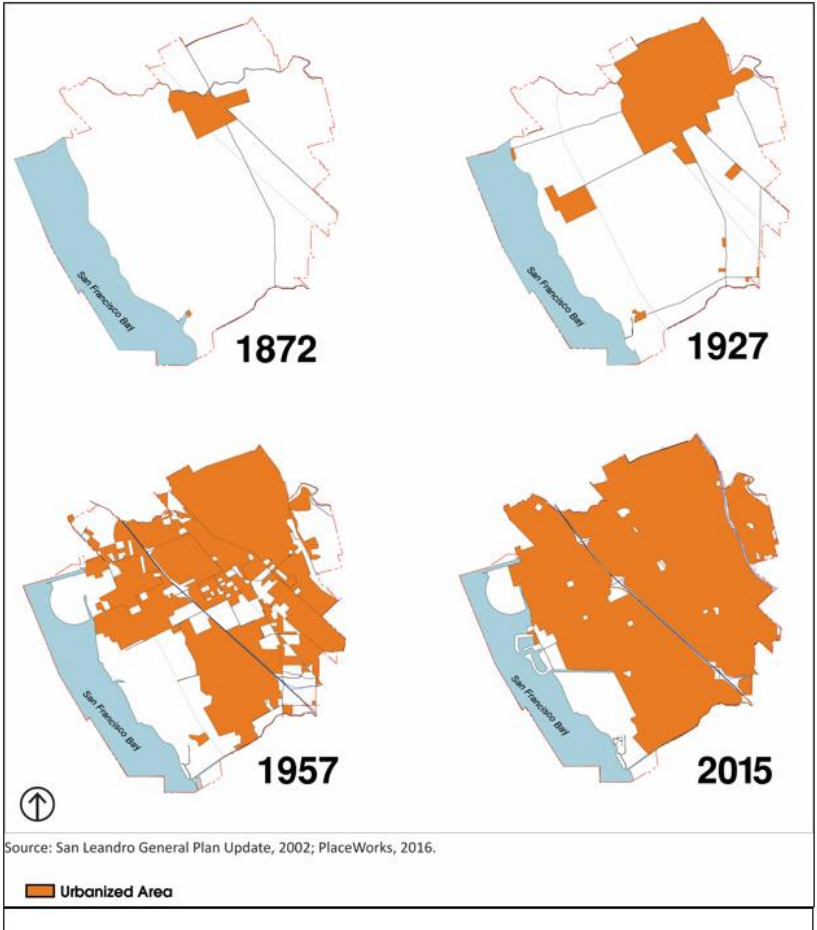 San Francisco Bay
1872
San Francisco Bay
1927
San Francisco Bay
1957
San Francisco Bay
2015
Source: San Leandro General Plan Update, 2002; PlaceWorks, 2016.
Urbanized Area